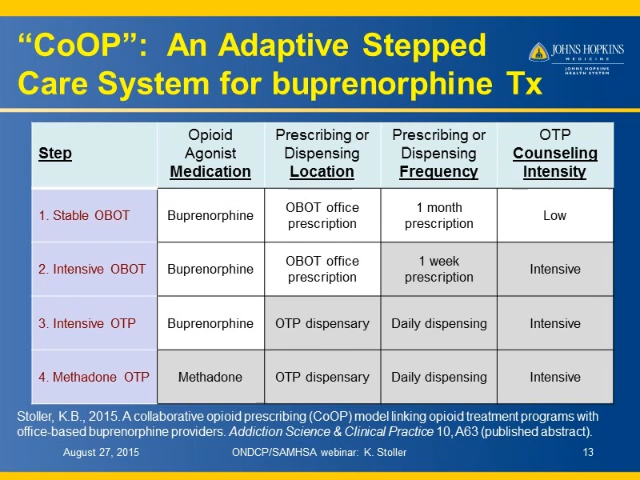 “CoOP”: An Adaptive Stepped
Care System for buprenorphine Tx
JOHNS HOPKINS
MEDICINE
JOHNS HOPKINS
HEALTH SYSTEM
Step
Opioid
Agonist
Medication
Prescribing or
Dispensing
Location
Prescribing or
Dispensing
Frequency
OTP
Counseling
Intensity
1. Stable OBOT
Buprenorphine
OBOT office
prescription
1 month
prescription
Low
2. Intensive OBOT
Buprenorphine
OBOT office
prescription
1 week
prescription
Intensive
3. Intensive OTP
Buprenorphine
OTP dispensary
Daily dispensing
Intensive
4. Methadone OTP
Methadone
OTP dispensary
Daily dispensing
Intensive
Stoller, K.B., 2015. A collaborative opioid prescribing (CoOP) model linking opioid treatment programs with
office-based buprenorphine providers. Addiction Science & Clinical Practice 10, A63 (published abstract).
August 27, 2015
ONDCP/SAMHSA webinar: K. Stoller
13